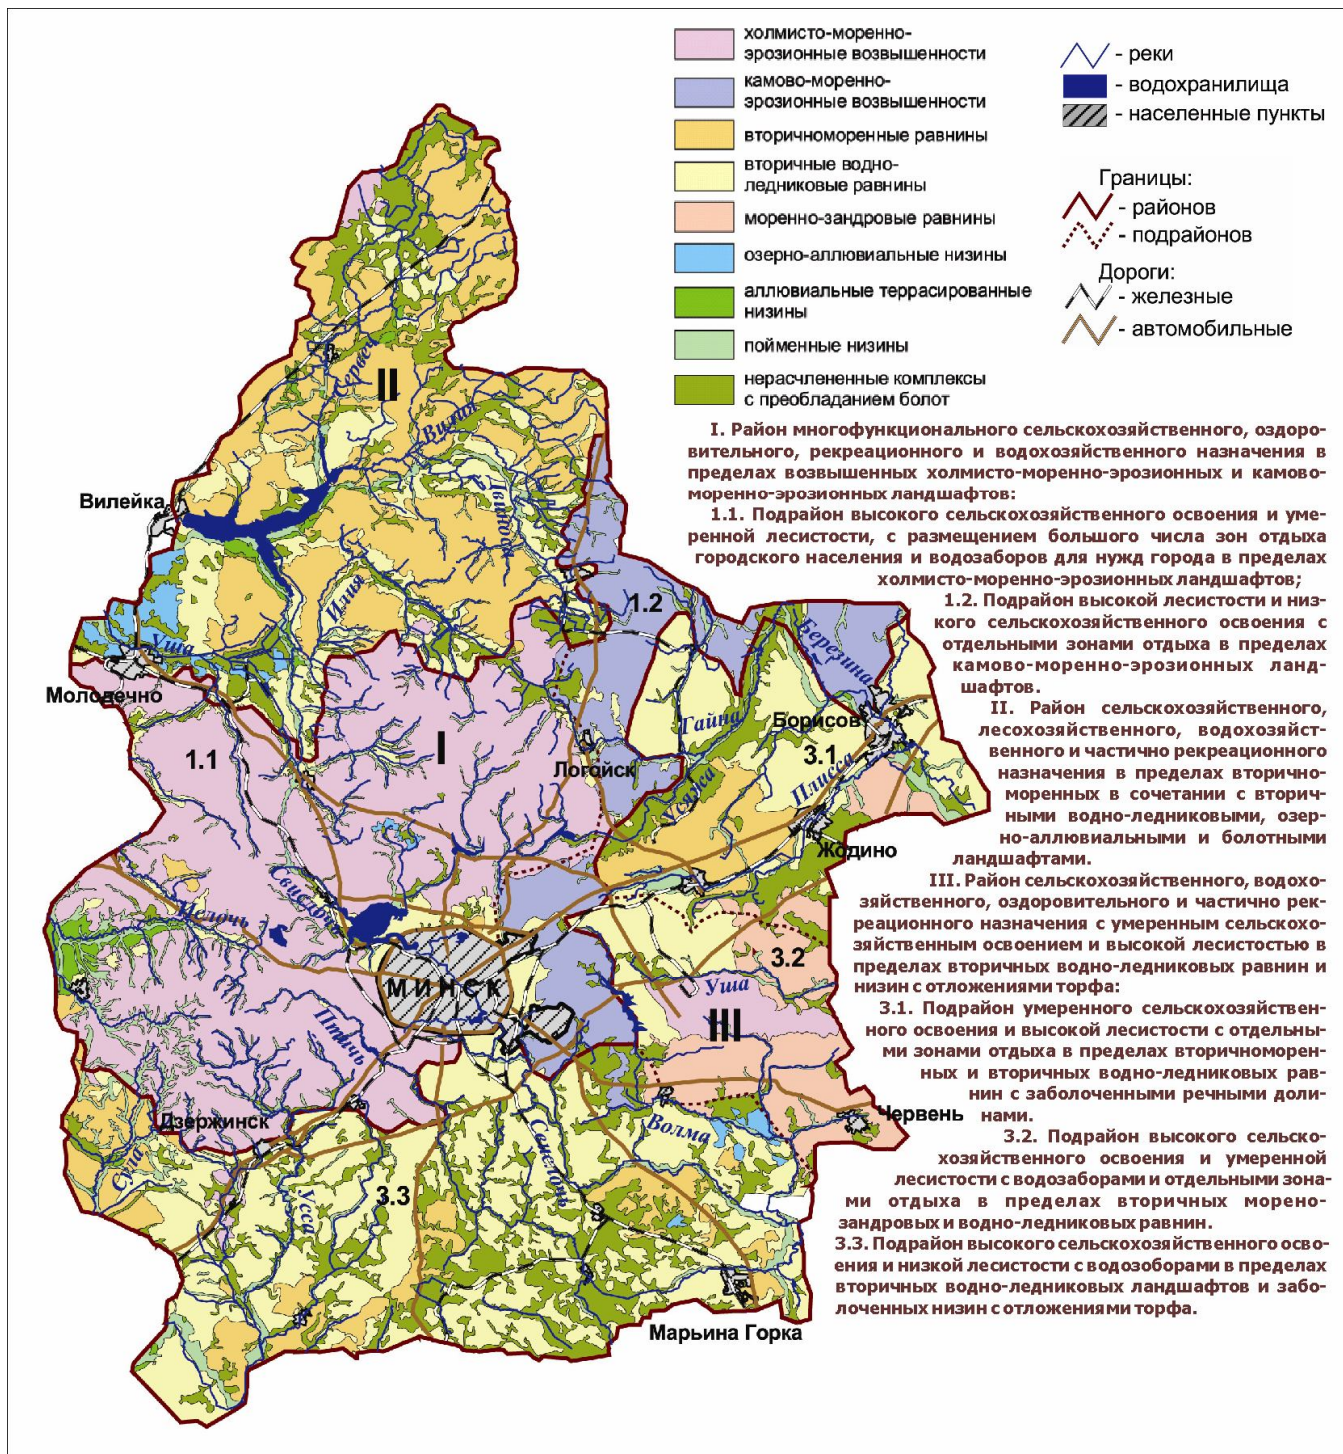 холмисто-моренно-
эрозионные возвышенности
камово-моренно-
эрозионные возвышенности
вторичноморенные равнины
вторичные водно-
ледниковые равнины
моренно-зандровые равнины
озерно-аллювиальные низины
аллювиальные террасированные
низины
пойменные низины
нерасчлененные комплексы
с преобладанием болот
- реки
- водохранилища
- населенные пункты
Границы:
- районов
- подрайонов
Дороги:
- железные
- автомобильные
I. Район многофункционального сельскохозяйственного, оздоро-
вительного, рекреационного и водохозяйственного назначения в
пределах возвышенных холмисто-моренно-эрозионных и камово-
моренно-эрозионных ландшафтов:
1.1. Подрайон высокого сельскохозяйственного освоения и уме-
ренной лесистости, с размещением большого числа зон отдыха
городского населения и водозаборов для нужд города в пределах
холмисто-моренно-эрозионных ландшафтов;
1.2. Подрайон высокой лесистости и низ-
кого сельскохозяйственного освоения с
отдельными зонами отдыха в пределах
камово-моренно-эрозионных ланд-
шафтов.
II. Район сельскохозяйственного,
лесохозяйственного, водохозяйст-
венного и частично рекреационного
назначения в пределах вторично-
моренных в сочетании с вторич-
ными водно-ледниковыми, озер-
но-аллювиальными и болотными
ландшафтами.
III. Район сельскохозяйственного, водохо-
зяйственного, оздоровительного и частично рек-
реационного назначения с умеренным сельскохо-
зяйственным освоением и высокой лесистостью в
пределах вторичных водно-ледниковых равнин и
низин с отложениями торфа:
3.1. Подрайон умеренного сельскохозяйствен-
ного освоения и высокой лесистости с отдельны-
ми зонами отдыха в пределах вторичноморен-
ных и вторичных водно-ледниковых рав-
нин с заболоченными речными доли-
нами.
3.2. Подрайон высокого сельско-
хозяйственного освоения и умеренной
лесистости с водозаборами и отдельными зона-
ми отдыха в пределах вторичных морено-
зандровых и водно-ледниковых равнин.
3.3. Подрайон высокого сельскохозяйственного осво-
ения и низкой лесистости с водозоборами в пределах
вторичных водно-ледниковых ландшафтов и забо-
лоченных низин с отложениями торфа.
Сервеч
II
Вилия
Вилейка
Двиноса
Илия
1.2
Уша
Березина
Молодечно
Гайна
Борисов
I
1.1
3.1
Логойск
Усяжа
Плисса
Жодино
Свислочь
Ислочь
3.2
МИНСК
Уша
III
Птичь
Дзержинск
Червень
Волма
Сула
Свислочь
3.3
Усса
Марьина Горка